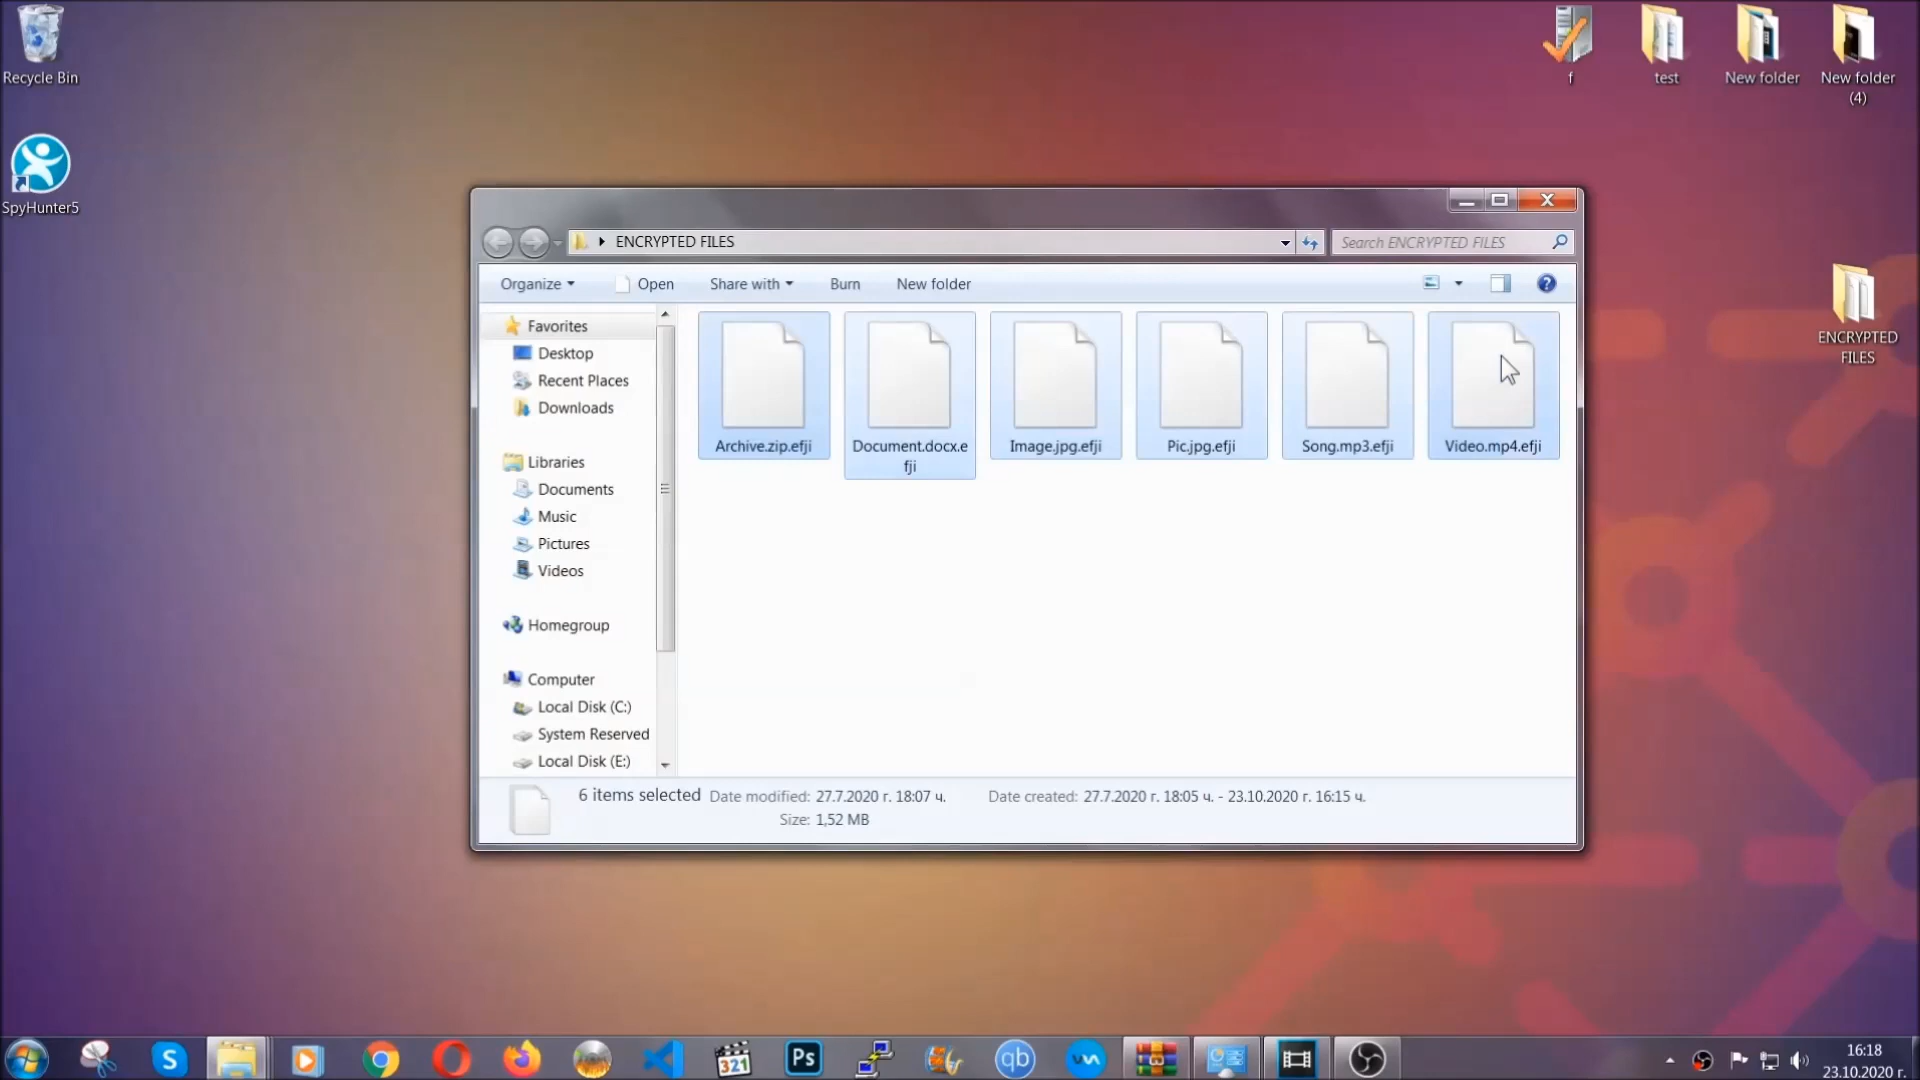 Recycle Bin
SpyHunter5
f
test
New folder
New folder
(4)
ENCRYPTED
FILES
ENCRYPTED FILES
Search ENCRYPTED FILES
Organize
Open
Share with
Burn
New folder
Favorites
Desktop
Recent Places
Downloads
Libraries
Documents
Music
Pictures
Videos
Homegroup
Computer
Local Disk (C:)
System Reserved
Local Disk (E:)
Archive.zip.efji
Document.docx.e
fji
Image.jpg.efji
Pic.jpg.efji
Song.mp3.efji
Video.mp4.efji
6 items selected Date modified: 27.7.2020 г. 18:07 ч. Date created: 27.7.2020 г. 18:05 ч. - 23.10.2020 г. 16:15 ч.
Size: 1,52 MB
S
321
Ps
qb
16:18
23.10.2020 г.